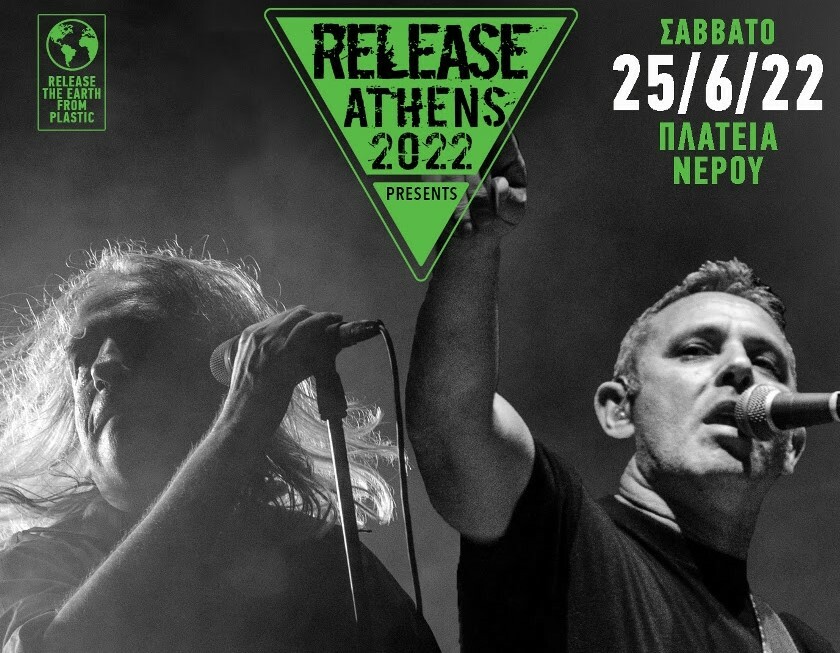 RELEASE
THE EARTH
FROM
PLASTIC
RELEASE
ATHENS
2022
PRESENTS
ΣΑΒΒΑΤΟ
25/6/22
ΠΛΑΤΕΙΑ
ΝΕΡΟΥ